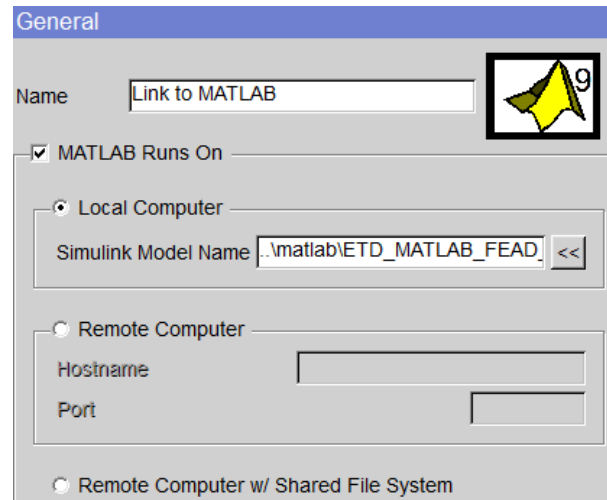 General
Name Link to MATLAB
9
MATLAB Runs On
Local Computer
Simulink Model Name ..\matlab\ETD_MATLAB_FEAD_ <<
Remote Computer
Hostname
Port
Remote Computer w/ Shared File System